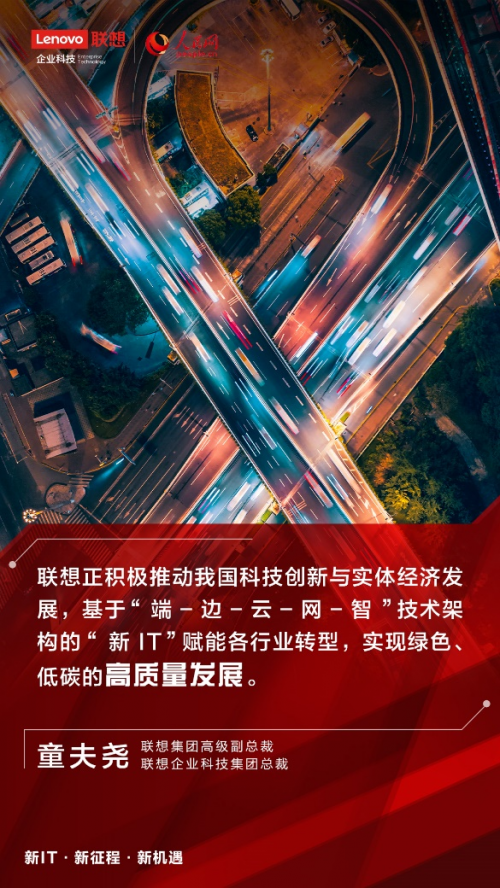 Lenovo 联想
企业科技 Enterprise Technology
人民网
联想正积极推动我国科技创新与实体经济发
展，基于“端－边－云－网－智”技术架
构的“新IT”赋能各行业转型，实现绿色、
低碳的高质量发展。
童夫尧
联想集团高级副总裁
联想企业科技集团总裁
新IT·新征程·新机遇